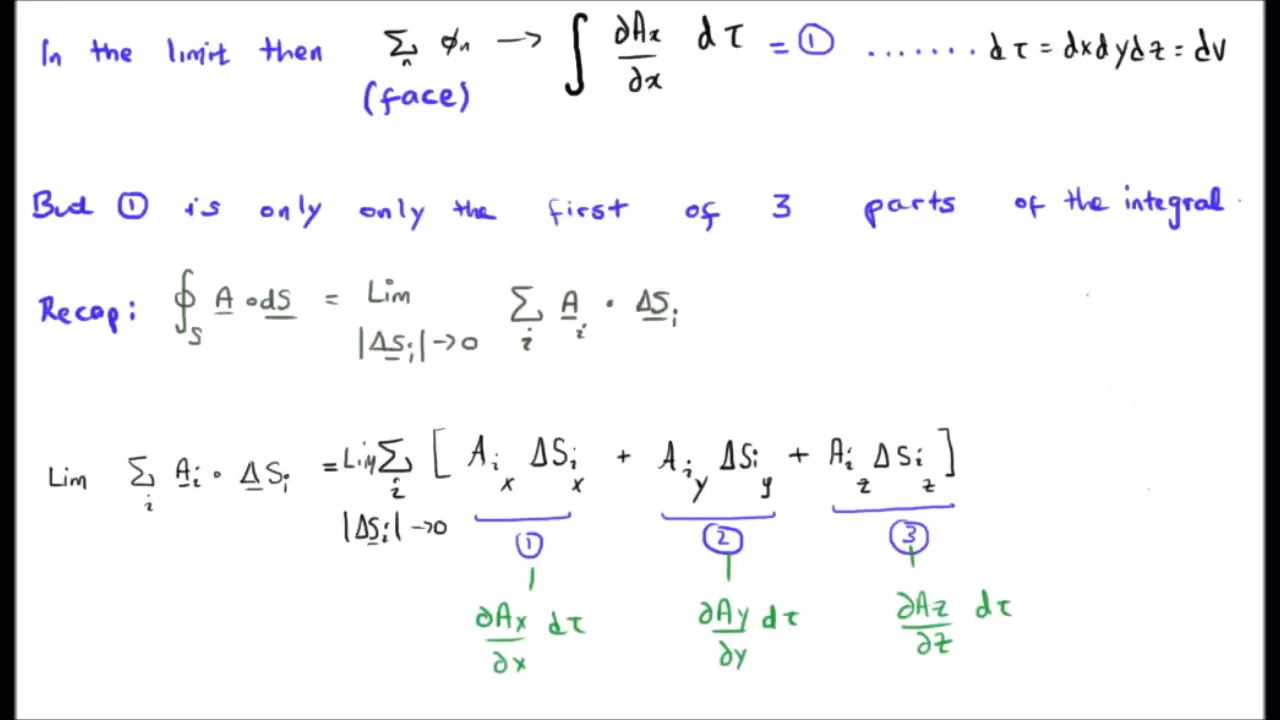 In the limit then Σₙ φₙ → ∫ ∂Ax/∂x dτ = ① ....... dτ = dxdydz = dv
(face)
But ① is only only the first of 3 parts of the integral.
Recap: ∮_S A • dS = Lim |ΔSᵢ|→0 Σᵢ Aᵢ • ΔSᵢ
Lim Σᵢ Aᵢ • ΔSᵢ = Lim Σᵢ [ Aᵢx ΔSᵢx + Aᵢy ΔSᵢy + Aᵢz ΔSᵢz ]
|ΔSᵢ| → 0 ① ② ③
∂Ax/∂x dτ ∂Ay/∂y dτ ∂Az/∂z dτ